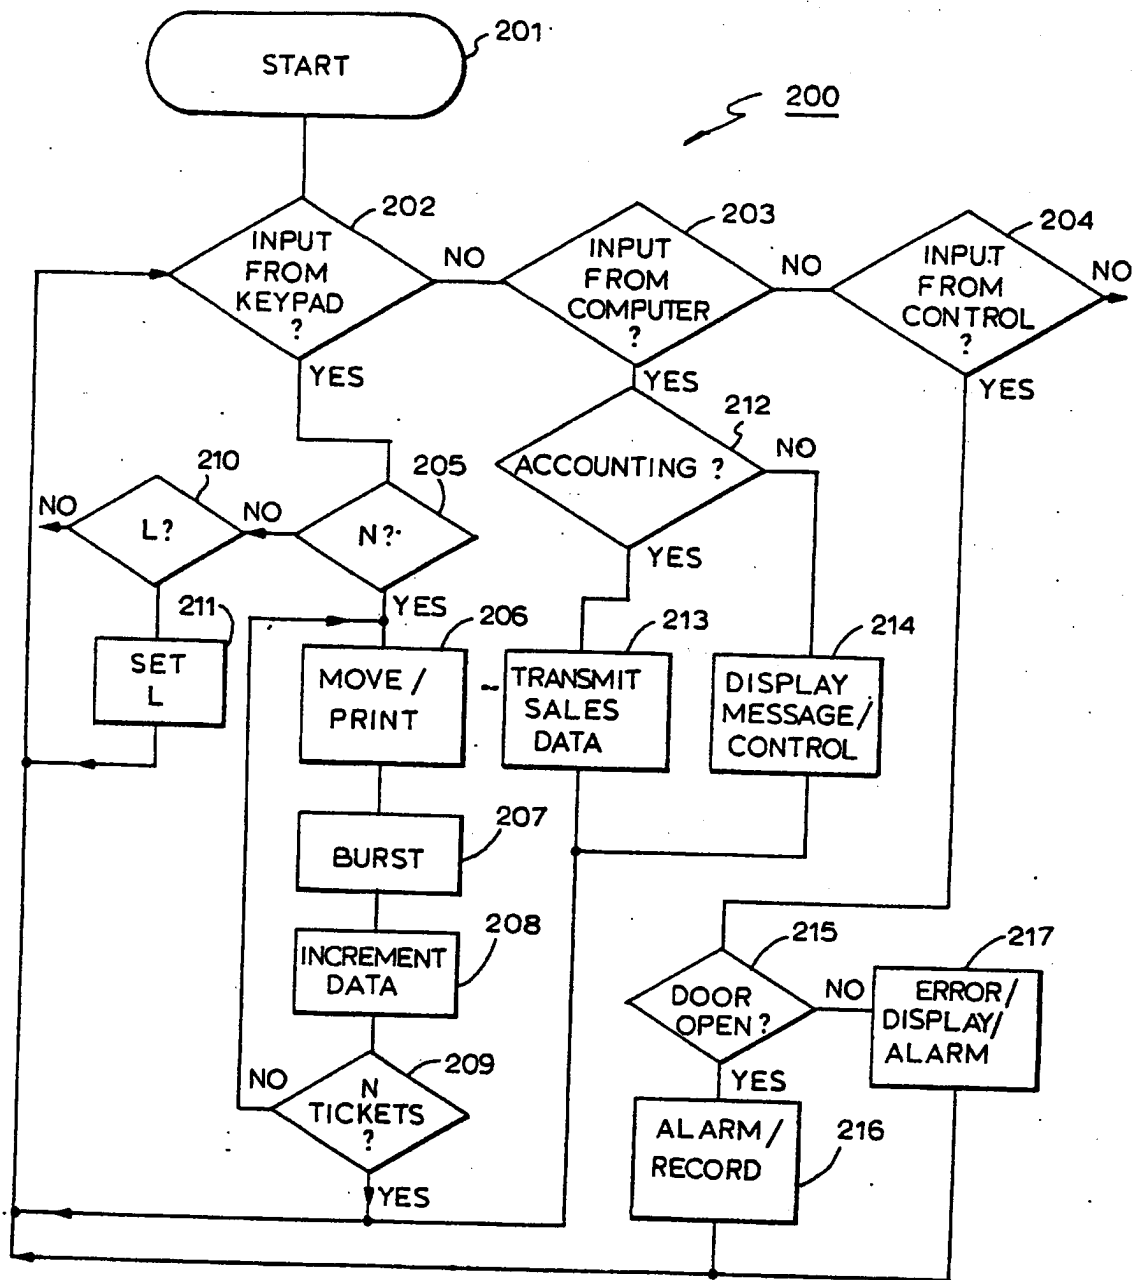 201
START
200
202
203
204
INPUT
FROM
KEYPAD
?
NO
INPUT
FROM
COMPUTER
?
NO
INPUT
FROM
CONTROL
?
NO
YES
YES
YES
212
ACCOUNTING ?
NO
210
205
NO
L?
NO
N?
YES
YES
211
SET
L
206
MOVE/
PRINT
213
TRANSMIT
SALES
DATA
214
DISPLAY
MESSAGE/
CONTROL
207
BURST
208
INCREMENT
DATA
215
DOOR
OPEN?
NO
217
ERROR/
DISPLAY/
ALARM
209
NO
N
TICKETS
?
YES
YES
ALARM/
RECORD
216